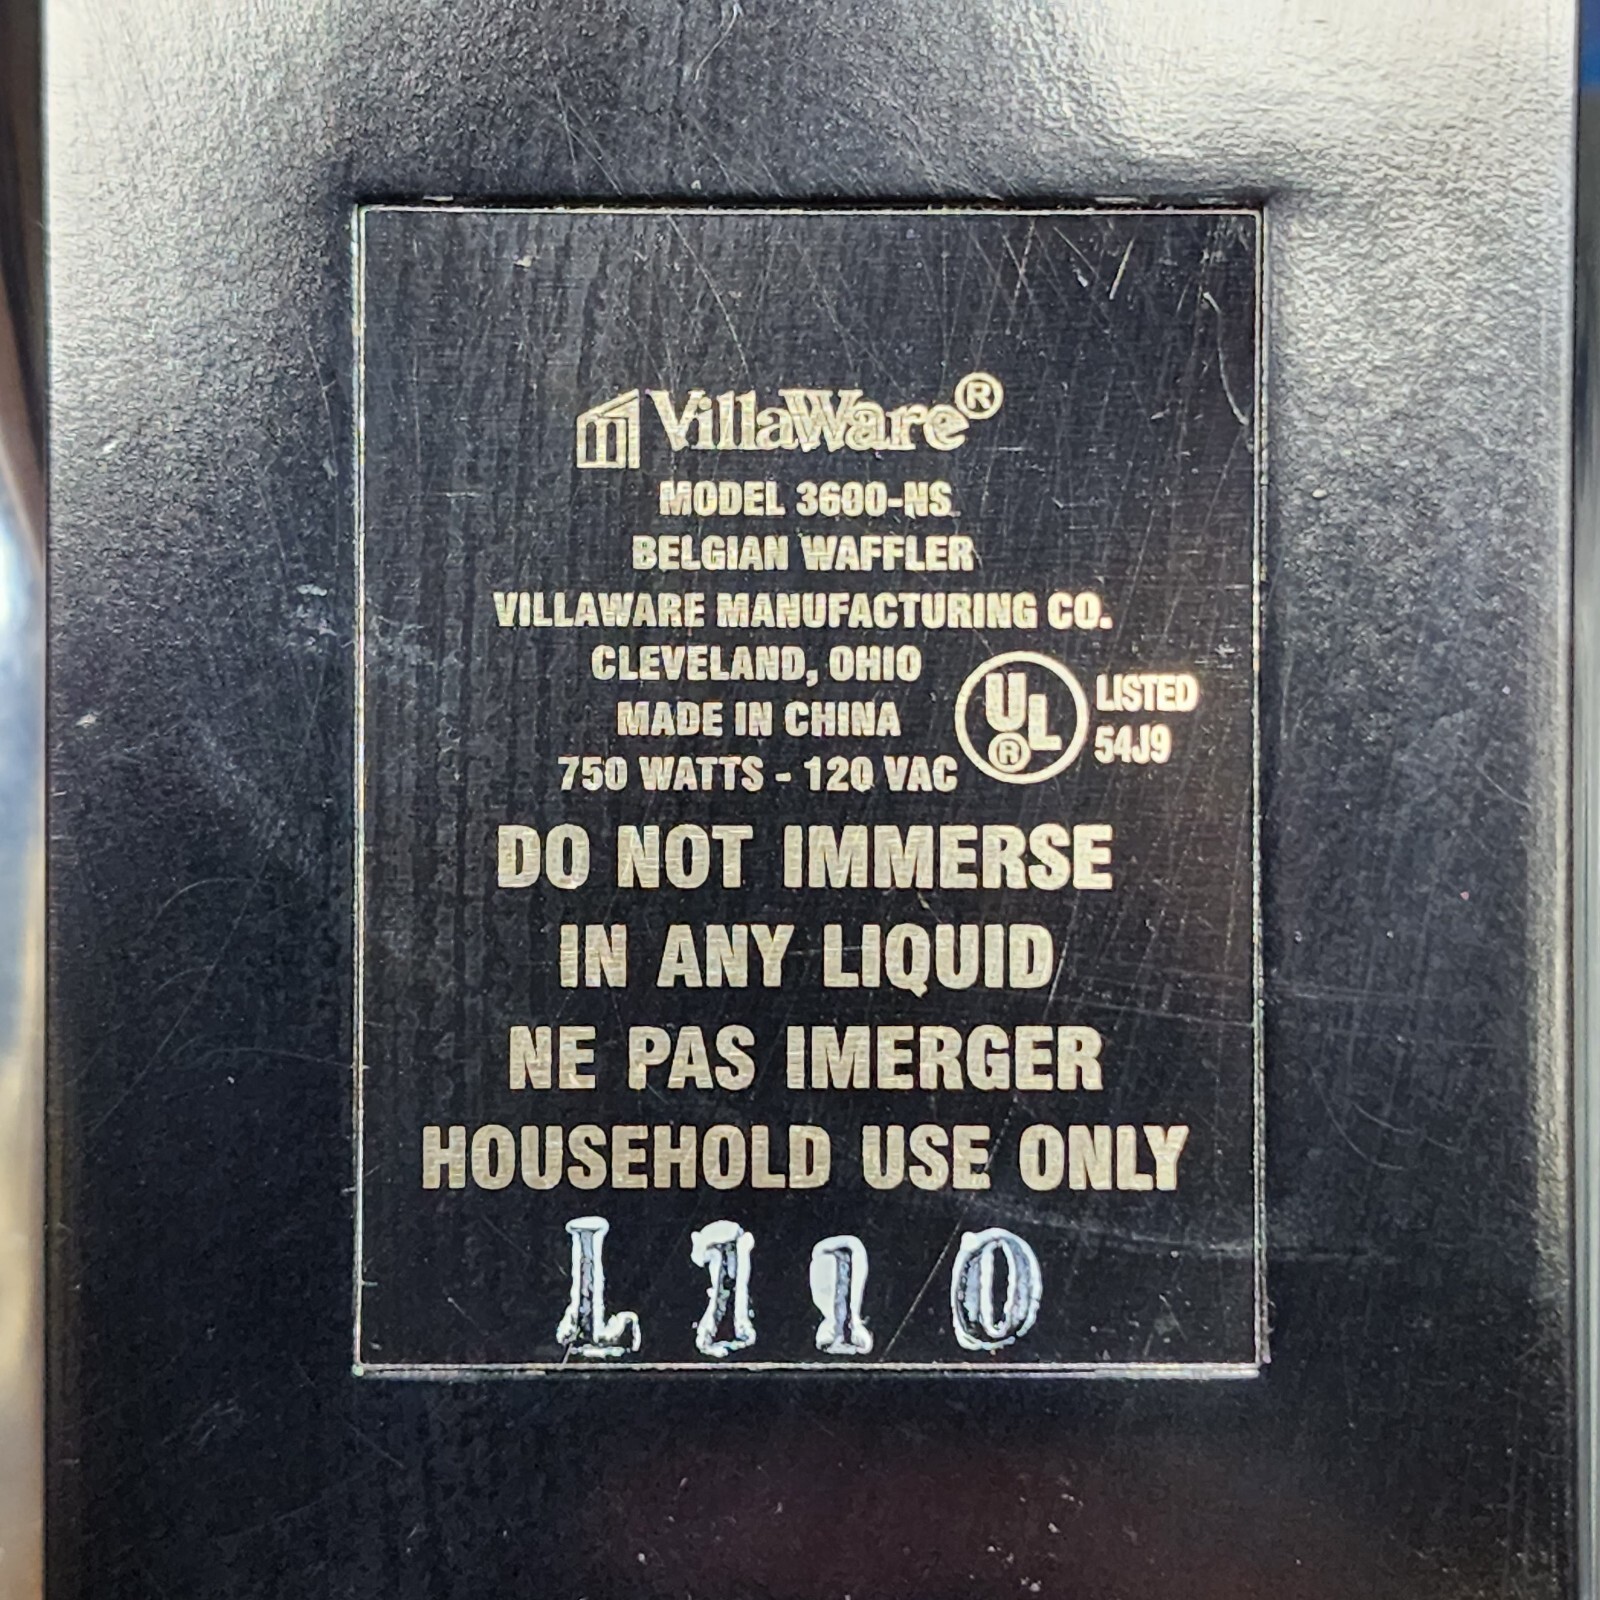 VillaWare®
MODEL 3600-NS
BELGIAN WAFFLER
VILLAWARE MANUFACTURING CO.
CLEVELAND, OHIO
MADE IN CHINA
750 WATTS - 120 VAC
UL®
LISTED
54J9
DO NOT IMMERSE
IN ANY LIQUID
NE PAS IMERGER
HOUSEHOLD USE ONLY
L110